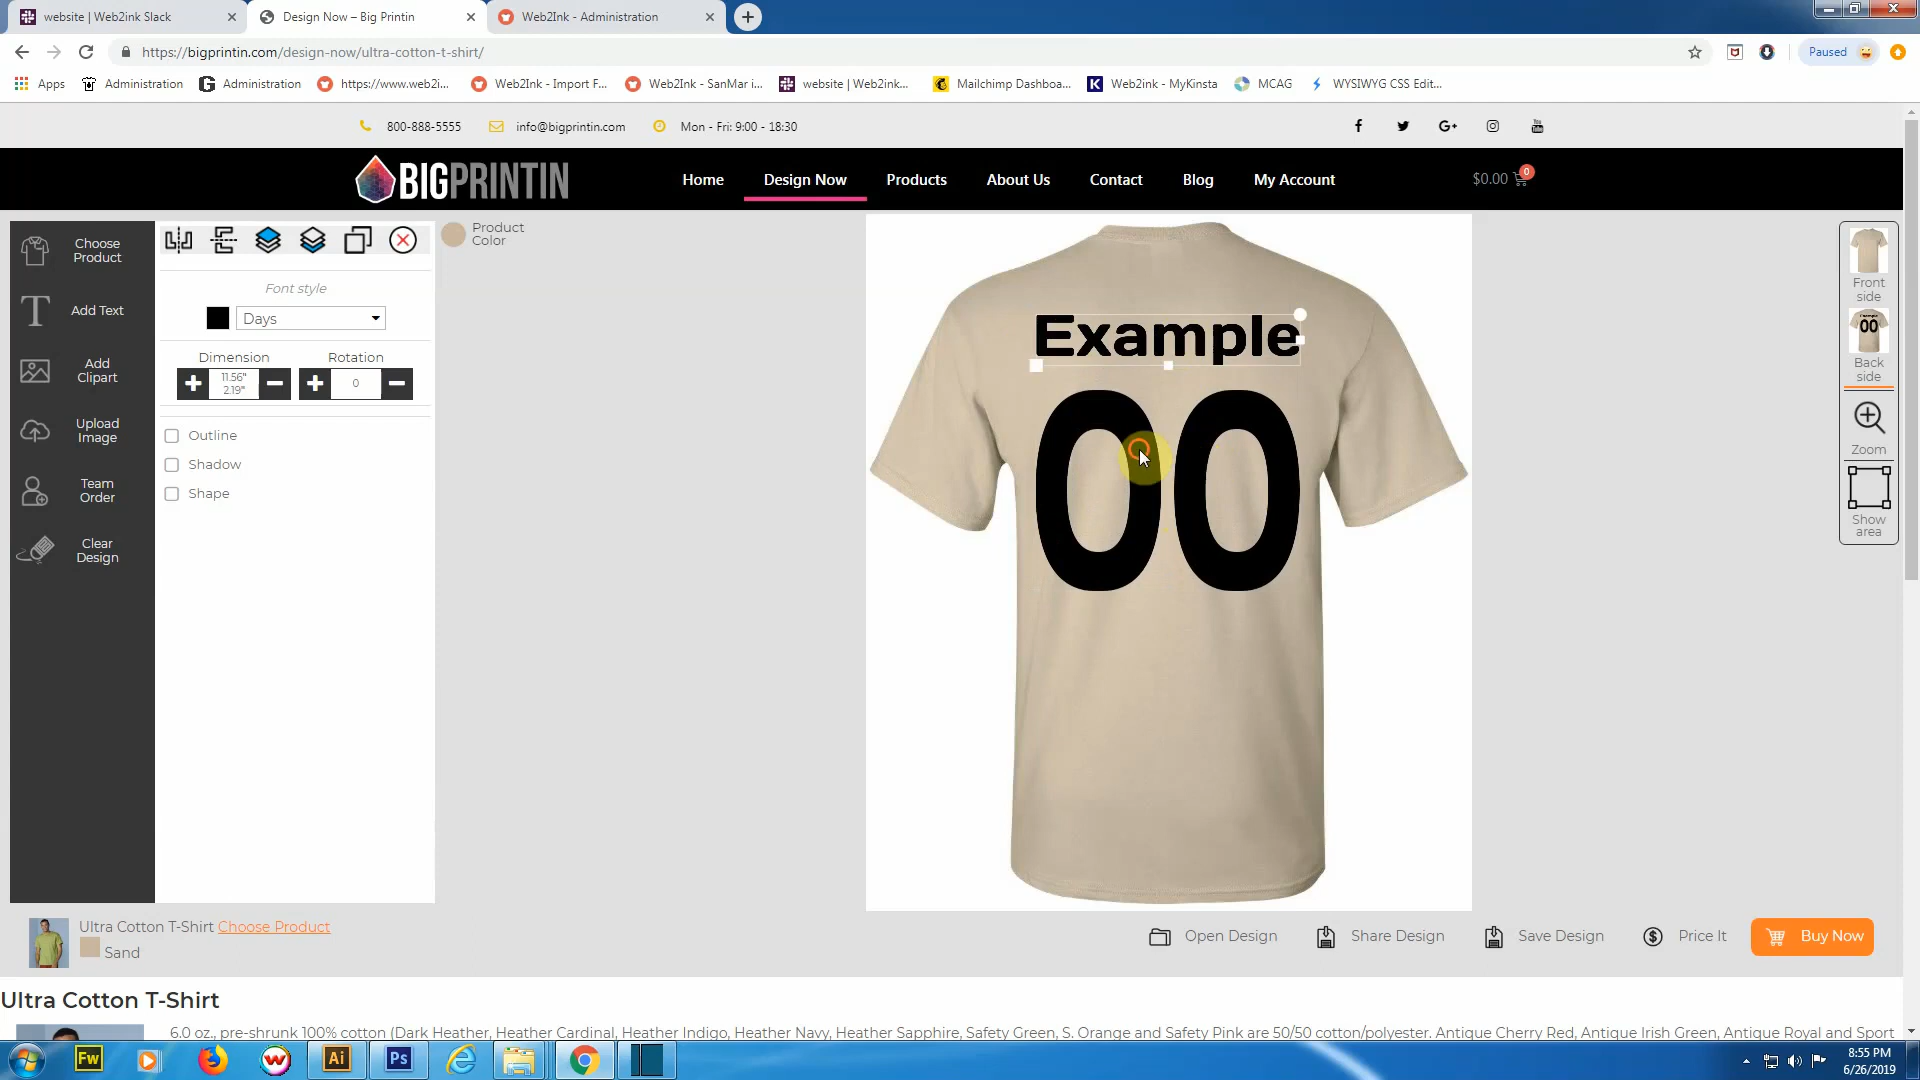 website | Web2ink Slack
Design Now – Big Printin
Web2Ink - Administration
https://bigprintin.com/design-now/ultra-cotton-t-shirt/
Paused
Apps
Administration
Administration
https://www.web2i...
Web2Ink - Import F...
Web2Ink - SanMar i...
website | Web2ink...
Mailchimp Dashboa...
Web2ink - MyKinsta
MCAG
WYSIWYG CSS Edit...
800-888-5555
info@bigprintin.com
Mon - Fri: 9:00 - 18:30
BIGPRINTIN
Home
Design Now
Products
About Us
Contact
Blog
My Account
$0.00
0
Choose
Product
Add Text
Add
Clipart
Upload
Image
Team
Order
Clear
Design
Font style
Days
Dimension
Rotation
11.56"
2.19"
0
Outline
Shadow
Shape
Product
Color
Example
00
Front
side
Example
00
Back
side
Zoom
Show
area
Ultra Cotton T-Shirt Choose Product
Sand
Open Design
Share Design
Save Design
Price It
Buy Now
Ultra Cotton T-Shirt
6.0 oz., pre-shrunk 100% cotton (Dark Heather, Heather Cardinal, Heather Indigo, Heather Navy, Heather Sapphire, Safety Green, S. Orange and Safety Pink are 50/50 cotton/polyester. Antique Cherry Red, Antique Irish Green, Antique Royal and Sport
Fw
Ai
Ps
8:55 PM
6/26/2019